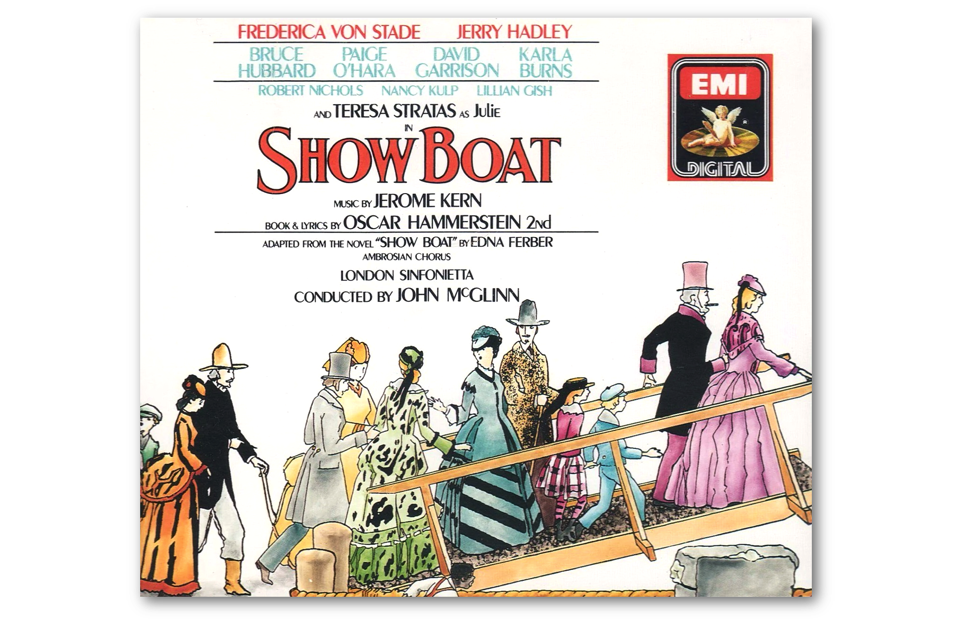 FREDERICA VON STADE JERRY HADLEY
BRUCE HUBBARD PAIGE O'HARA DAVID GARRISON KARLA BURNS
ROBERT NICHOLS NANCY KULP LILLIAN GISH
AND TERESA STRATAS AS Julie
IN
SHOW BOAT
MUSIC BY JEROME KERN
BOOK & LYRICS BY OSCAR HAMMERSTEIN 2nd
ADAPTED FROM THE NOVEL "SHOW BOAT" BY EDNA FERBER
AMBROSIAN CHORUS
LONDON SINFONIETTA
CONDUCTED BY JOHN McGLINN
EMI
DIGITAL